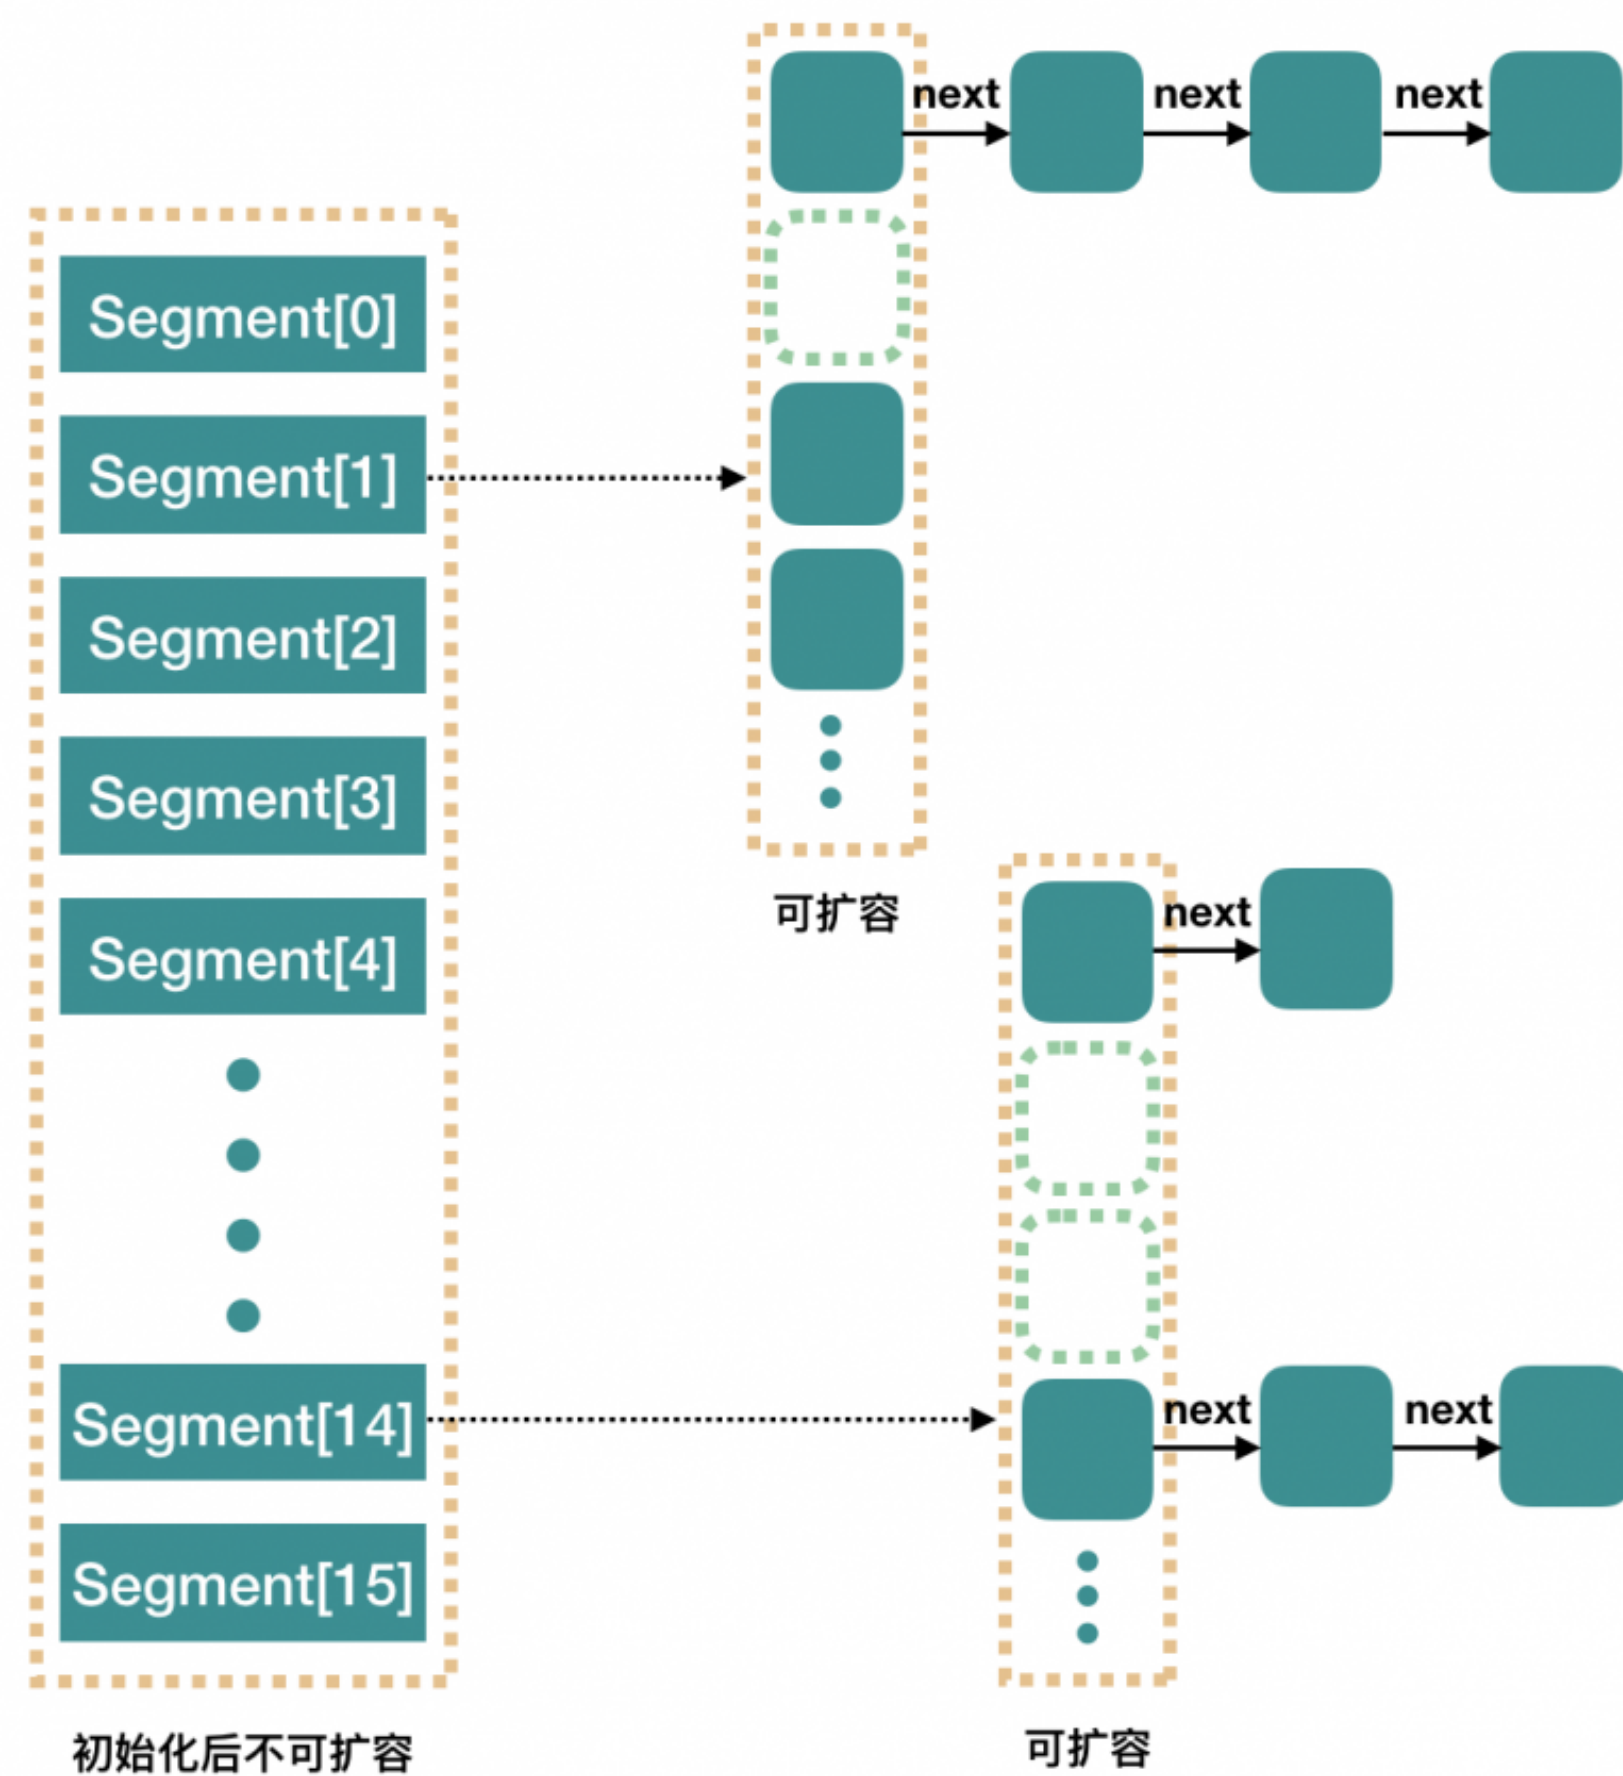 next next next
Segment[0]
Segment[1]
Segment[2]
Segment[3]
可扩容
Segment[4]
next
Segment[14]
next next
Segment[15]
初始化后不可扩容
可扩容